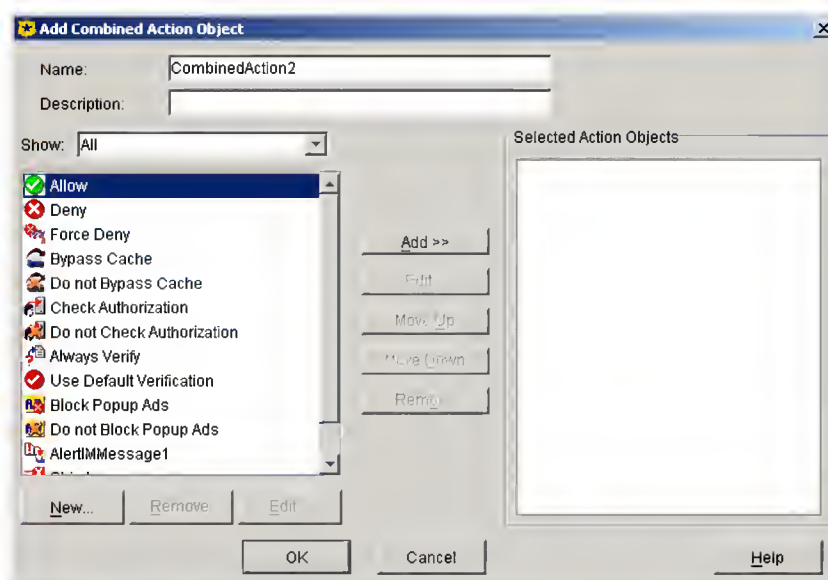 Add Combined Action Object
Name: CombinedAction2
Description:
Show: All
Selected Action Objects
Allow
Deny
Force Deny
Bypass Cache
Do not Bypass Cache
Check Authorization
Do not Check Authorization
Always Verify
Use Default Verification
Block Popup Ads
Do not Block Popup Ads
AlertIMMessage1
Add >>
Edit
Move Up
Move Down
New...
Remove
Edit
OK
Cancel
Help